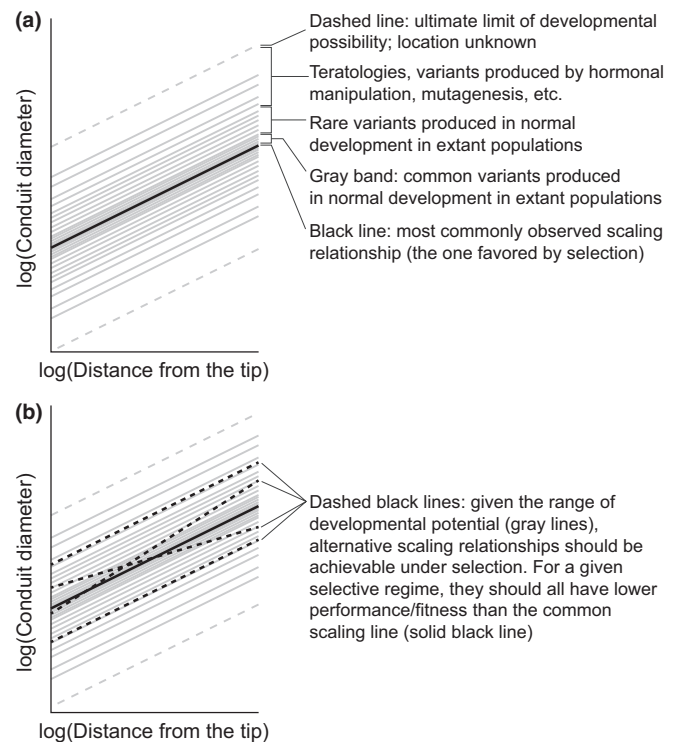 (a)
Dashed line: ultimate limit of developmental
possibility; location unknown
Teratologies, variants produced by hormonal
manipulation, mutagenesis, etc.
Rare variants produced in normal
development in extant populations
Gray band: common variants produced
in normal development in extant populations
Black line: most commonly observed scaling
relationship (the one favored by selection)
log(Conduit diameter)
log(Distance from the tip)
(b)
Dashed black lines: given the range of
developmental potential (gray lines),
alternative scaling relationships should be
achievable under selection. For a given
selective regime, they should all have lower
performance/fitness than the common
scaling line (solid black line)
log(Conduit diameter)
log(Distance from the tip)